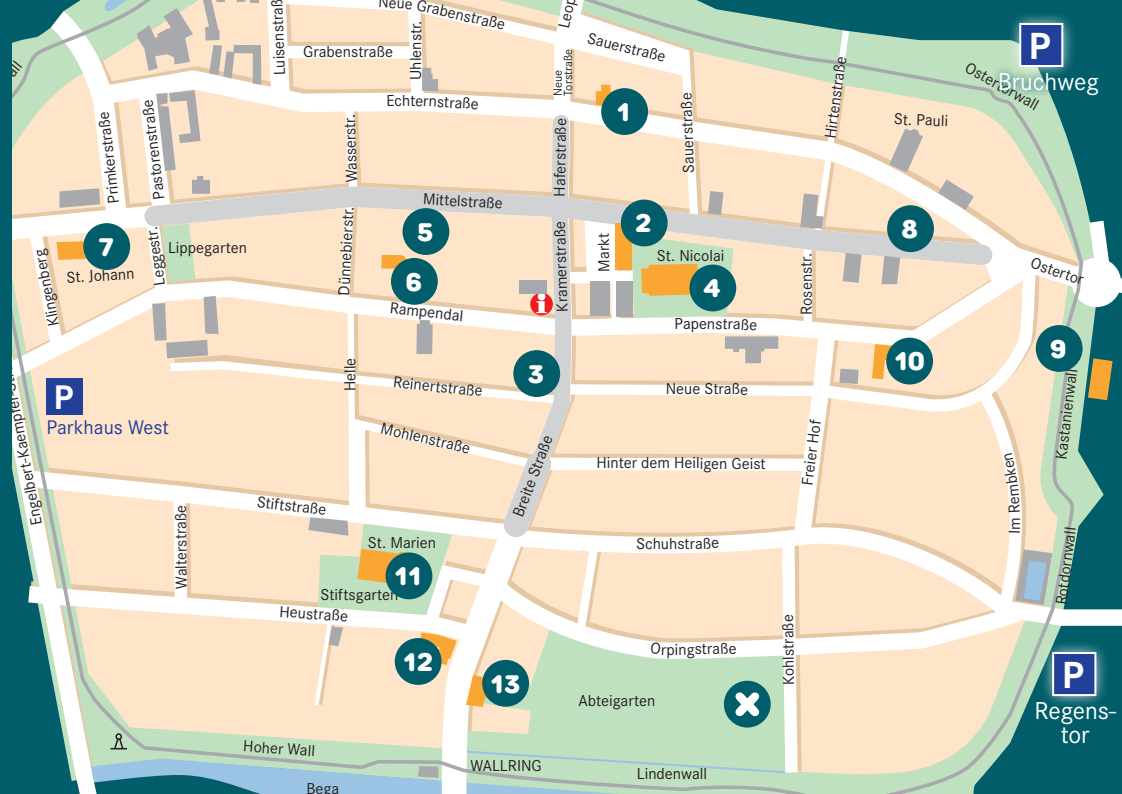 Neue Grabenstraße
Leop
Luisenstraß
Uhlenstr.
Grabenstraße
Sauerstraße
P
Bruchweg
Ostertorwall
all
Neue
Torstraße
Echternstraße
1
Hirtenstraße
St. Pauli
Primkerstraße
Pastorenstraße
Wasserstr.
Haferstraße
Sauerstraße
Mittelstraße
5
2
8
7
Lippegarten
St. Johann
Klingenberg
Leggestr.
Dünnebierstr.
6
Kramerstraße
Markt
St. Nicolai
4
Rosenstr.
Ostertor
i
Rampendal
Papenstraße
10
9
P
Parkhaus West
Helle
Reinertstraße
3
Neue Straße
Kastanienwall
Mohlenstraße
Breite Straße
Hinter dem Heiligen Geist
Freier Hof
Im Rembken
Engelbert-Kaempfer-Str
Stiftstraße
Schuhstraße
Walterstraße
St. Marien
11
Stiftsgarten
Rotdornwall
Heustraße
12
13
Orpingstraße
Kohlstraße
Abteigarten
P
Regens-
tor
Hoher Wall
WALLRING
Lindenwall
Bega